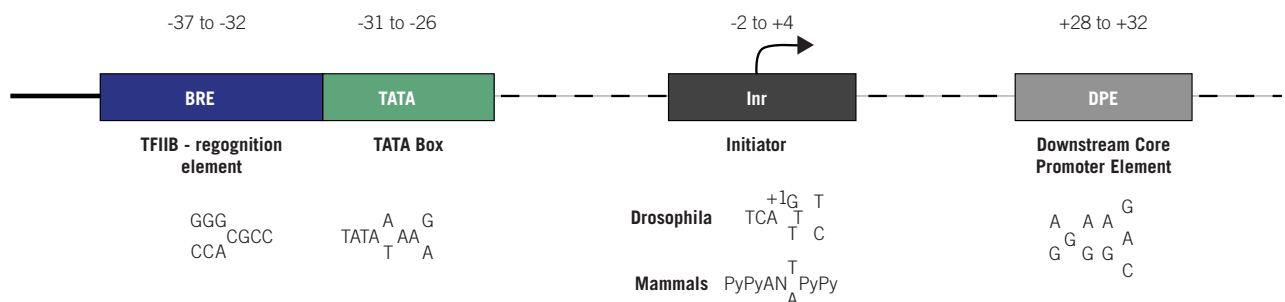 -37 to -32 -31 to -26 -2 to +4 +28 to +32
BRE TATA Inr DPE
TFIIB - regognition element
TATA Box
Initiator
Downstream Core
Promoter Element
GGG
CGCC
CCA
A G
TATA AA
T A
Drosophila
+1G T
TCA T
T C
Mammals
T
PyPyAN PyPy
A
G
A A A
G A
G G G
C